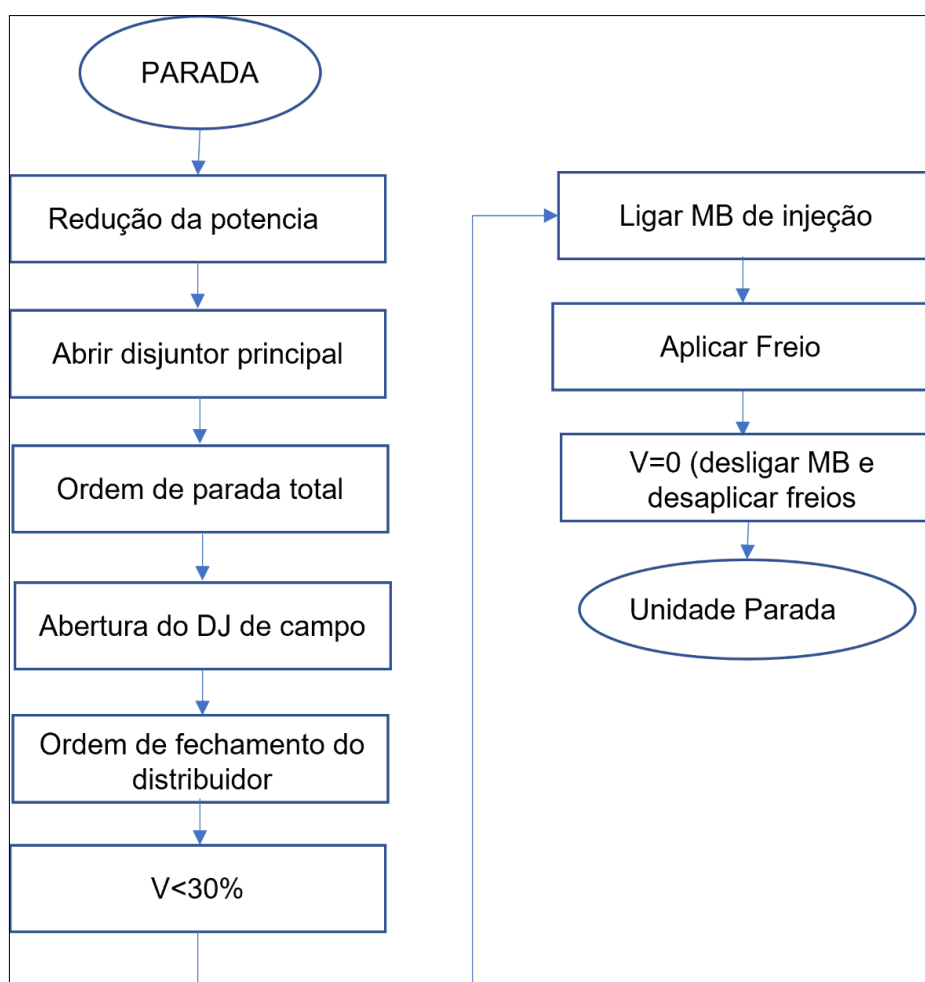 PARADA
Redução da potencia
Abrir disjuntor principal
Ordem de parada total
Abertura do DJ de campo
Ordem de fechamento do
distribuidor
V<30%
Ligar MB de injeção
Aplicar Freio
V=0 (desligar MB e
desaplicar freios
Unidade Parada